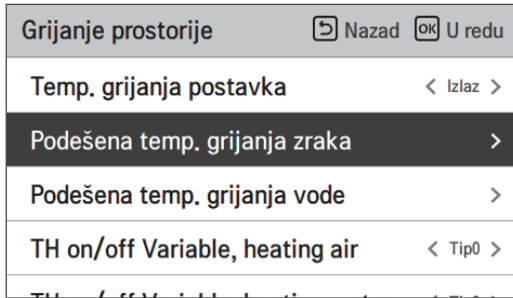 Grijanje prostorije Nazad OK U redu
Temp. grijanja postavka < Izlaz >
Podešena temp. grijanja zraka >
Podešena temp. grijanja vode >
TH on/off Variable, heating air < Tip0 >